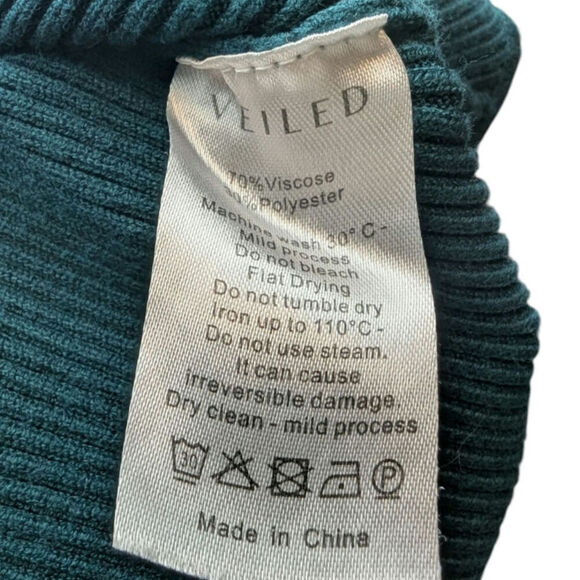 VEILED
70%Viscose
30%Polyester
Machine wash 30°C-
Mild process
Do not bleach
Flat Drying
Do not tumble dry
Iron up to 110°C-
Do not use steam.
It can cause
irreversible damage.
Dry clean - mild process
30 P
Made in China